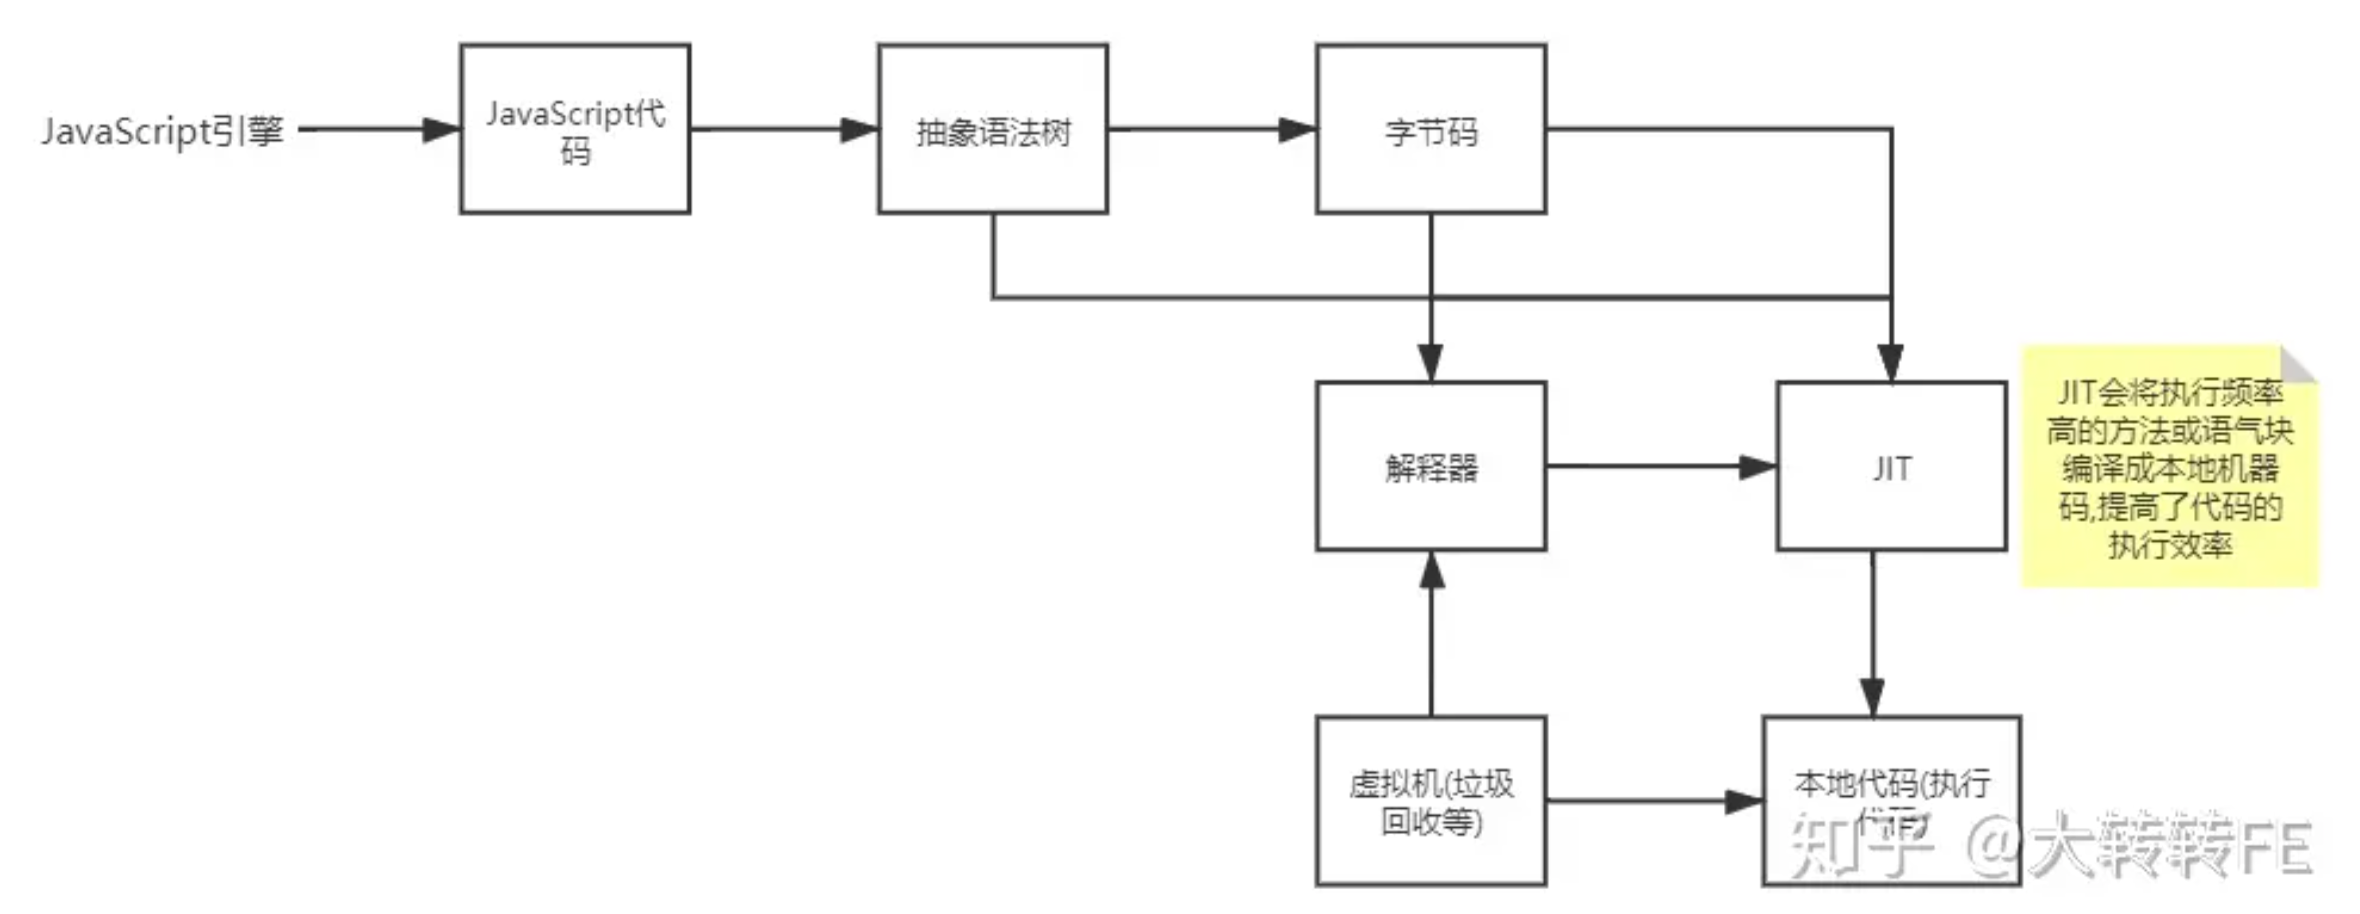 JavaScript引擎
JavaScript代
码
抽象语法树
字节码
解释器
JIT
JIT会将执行频率
高的方法或语气块
编译成本地机器
码,提高了代码的
执行效率
虚拟机(垃圾
回收等)
本地代码(执行
代码)
知乎 @大转转FE